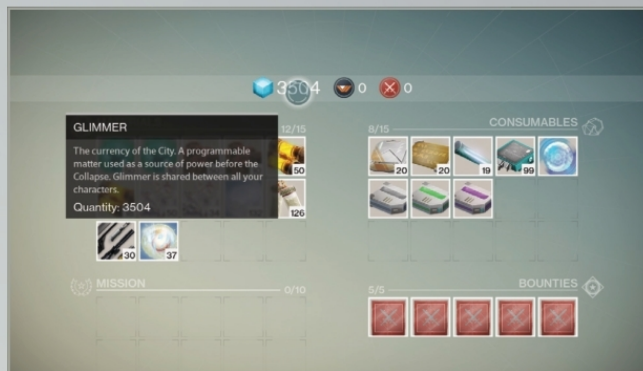 3504 0 0
GLIMMER
The currency of the City. A programmable
matter used as a source of power before the
Collapse. Glimmer is shared between all your
characters.
Quantity: 3504
12/15
50
126
30 37
8/15 CONSUMABLES
20 20 19 99
MISSION 0/10
5/5 BOUNTIES